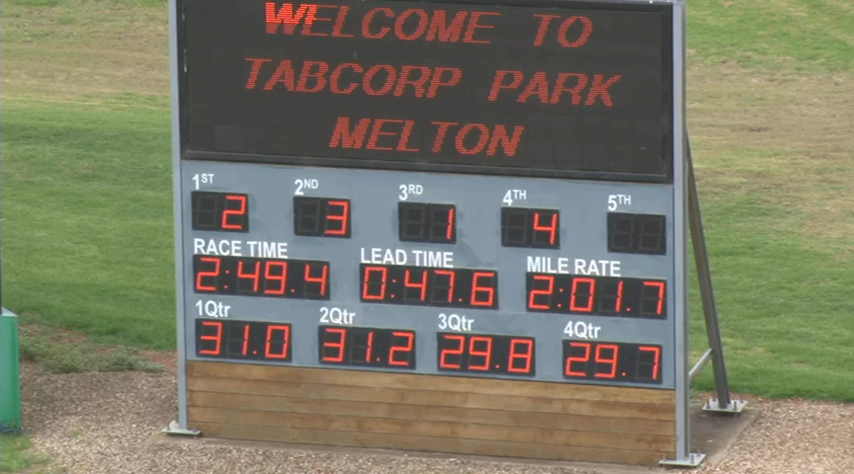 WELCOME TO
TABCORP PARK
MELTON
1ST 2ND 3RD 4TH 5TH
2 3 1 4
RACE TIME LEAD TIME MILE RATE
2:49.4 0:47.6 2:01.7
1Qtr 2Qtr 3Qtr 4Qtr
31.0 31.2 29.8 29.7